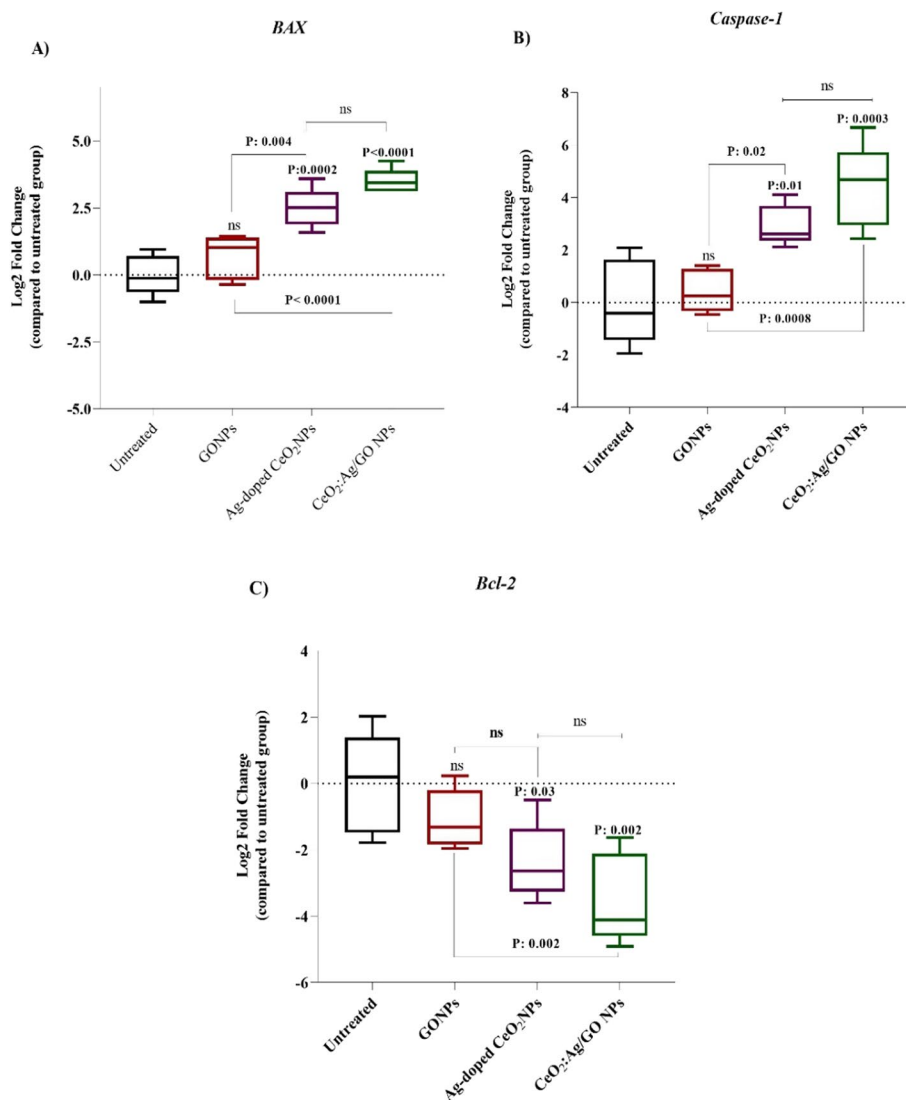 BAX
A)
Log2 Fold Change
(compared to untreated group)
5.0
2.5
0.0
-2.5
-5.0
ns
P: 0.004
P:0.0002
P<0.0001
ns
P< 0.0001
Untreated
GONPs
Ag-doped CeO₂NPs
CeO₂:Ag/GO NPs
Caspase-1
B)
Log2 Fold Change
(compared to untreated group)
8
6
4
2
0
-2
-4
ns
P: 0.0003
P: 0.02
P:0.01
ns
P: 0.0008
Untreated
GONPs
Ag-doped CeO₂NPs
CeO₂:Ag/GO NPs
Bcl-2
C)
Log2 Fold Change
(compared to untreated group)
4
2
0
-2
-4
-6
ns
ns
ns
P: 0.03
P: 0.002
P: 0.002
Untreated
GONPs
Ag-doped CeO₂NPs
CeO₂:Ag/GO NPs